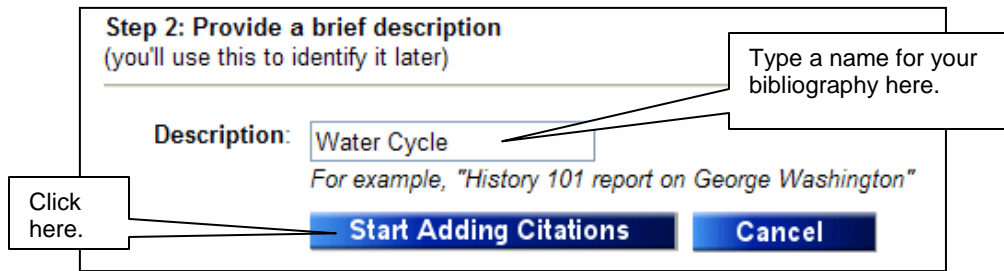 Step 2: Provide a brief description
(you'll use this to identify it later)
Type a name for your
bibliography here.
Description:
Water Cycle
For example, "History 101 report on George Washington"
Click
here.
Start Adding Citations
Cancel